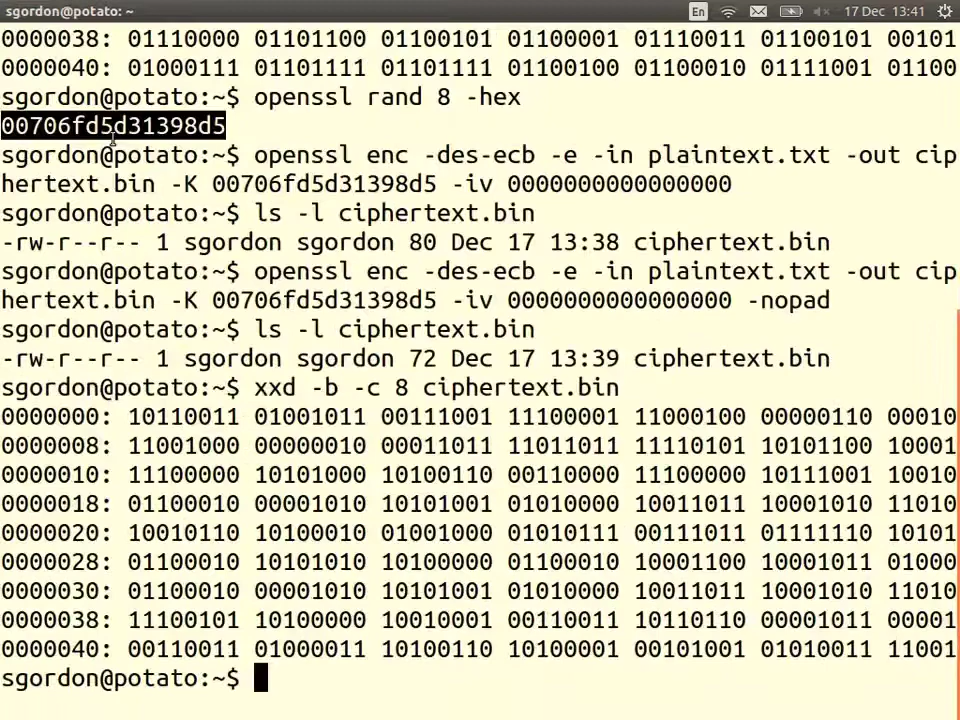 sgordon@potato: ~ En 17 Dec 13:41
0000038: 01110000 01101100 01100101 01100001 01110011 01100101 00101
0000040: 01000111 01101111 01101111 01100100 01100010 01111001 01100
sgordon@potato:~$ openssl rand 8 -hex
00706fd5d31398d5
sgordon@potato:~$ openssl enc -des-ecb -e -in plaintext.txt -out cip
hertext.bin -K 00706fd5d31398d5 -iv 0000000000000000
sgordon@potato:~$ ls -l ciphertext.bin
-rw-r--r-- 1 sgordon sgordon 80 Dec 17 13:38 ciphertext.bin
sgordon@potato:~$ openssl enc -des-ecb -e -in plaintext.txt -out cip
hertext.bin -K 00706fd5d31398d5 -iv 0000000000000000 -nopad
sgordon@potato:~$ ls -l ciphertext.bin
-rw-r--r-- 1 sgordon sgordon 72 Dec 17 13:39 ciphertext.bin
sgordon@potato:~$ xxd -b -c 8 ciphertext.bin
0000000: 10110011 01001011 00111001 11100001 11000100 00000110 00010
0000008: 11001000 00000010 00011011 11011011 11110101 10101100 10001
0000010: 11100000 10101000 10100110 00110000 11100000 10111001 10010
0000018: 01100010 00001010 10101001 01010000 10011011 10001010 11010
0000020: 10010110 10100010 01001000 01010111 00111011 01111110 10101
0000028: 01100010 10101010 10100000 01100010 10001100 10001011 01000
0000030: 01100010 00001010 10101001 01010000 10011011 10001010 11010
0000038: 11100101 10100000 10010001 00110011 10110110 00001011 00001
0000040: 00110011 01000011 10100110 10100001 00101001 01010011 11001
sgordon@potato:~$